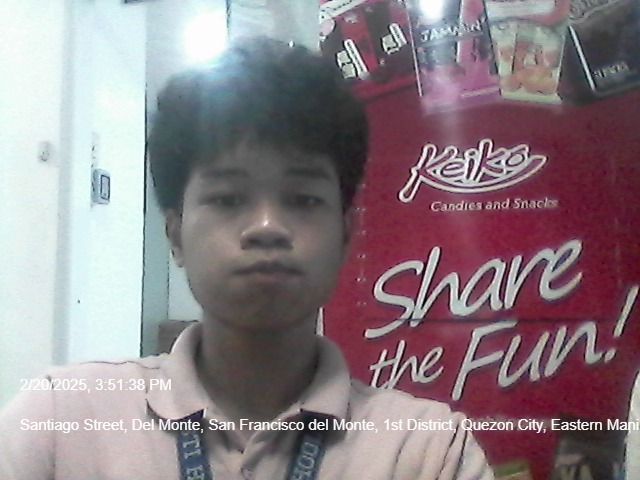 JAMAICAN
Keiko
Candies and Snacks
Share
the Fun!
2/20/2025, 3:51:38 PM
Santiago Street, Del Monte, San Francisco del Monte, 1st District, Quezon City, Eastern Mani